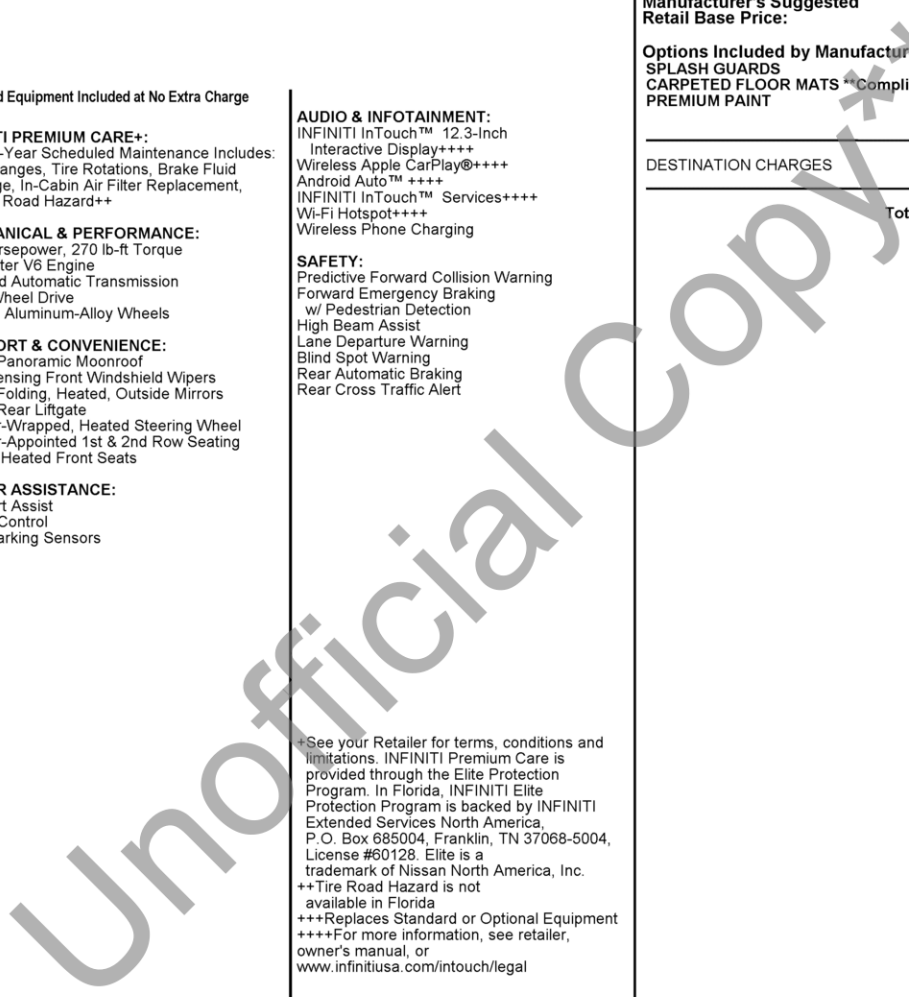 d Equipment Included at No Extra Charge
TI PREMIUM CARE+:
-Year Scheduled Maintenance Includes:
anges, Tire Rotations, Brake Fluid
ge, In-Cabin Air Filter Replacement,
Road Hazard++
ANICAL & PERFORMANCE:
rsepower, 270 lb-ft Torque
ter V6 Engine
d Automatic Transmission
Wheel Drive
Aluminum-Alloy Wheels
ORT & CONVENIENCE:
Panoramic Moonroof
ensing Front Windshield Wipers
Folding, Heated, Outside Mirrors
Rear Liftgate
r-Wrapped, Heated Steering Wheel
r-Appointed 1st & 2nd Row Seating
Heated Front Seats
R ASSISTANCE:
rt Assist
Control
arking Sensors
AUDIO & INFOTAINMENT:
INFINITI InTouch™ 12.3-Inch
Interactive Display++++
Wireless Apple CarPlay®++++
Android Auto™ ++++
INFINITI InTouch™ Services++++
Wi-Fi Hotspot++++
Wireless Phone Charging
SAFETY:
Predictive Forward Collision Warning
Forward Emergency Braking
w/ Pedestrian Detection
High Beam Assist
Lane Departure Warning
Blind Spot Warning
Rear Automatic Braking
Rear Cross Traffic Alert
+See your Retailer for terms, conditions and
limitations. INFINITI Premium Care is
provided through the Elite Protection
Program. In Florida, INFINITI Elite
Protection Program is backed by INFINITI
Extended Services North America,
P.O. Box 685004, Franklin, TN 37068-5004,
License #60128. Elite is a
trademark of Nissan North America, Inc.
++Tire Road Hazard is not
available in Florida
+++Replaces Standard or Optional Equipment
++++For more information, see retailer,
owner's manual, or
www.infinitiusa.com/intouch/legal
Manufacturer's Suggested
Retail Base Price:
Options Included by Manufactur
SPLASH GUARDS
CARPETED FLOOR MATS **Compli
PREMIUM PAINT
DESTINATION CHARGES
Tot
Unofficial Copy**